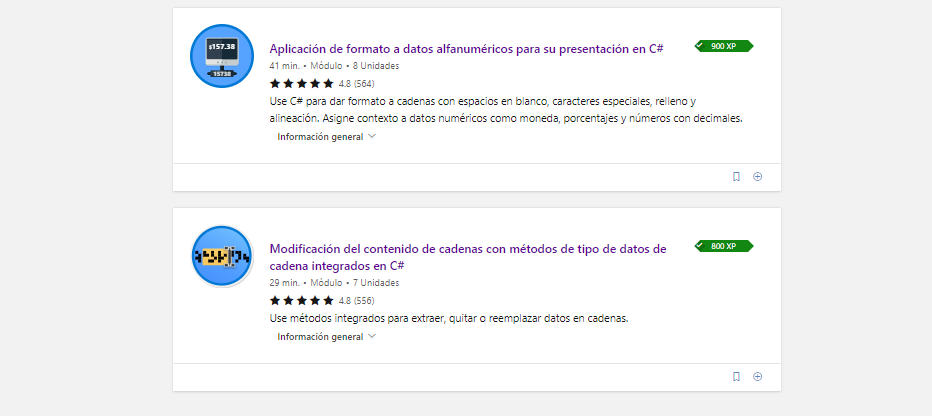 $157.38
15738
Aplicación de formato a datos alfanuméricos para su presentación en C#
900 XP
41 min. • Módulo • 8 Unidades
4.8 (564)
Use C# para dar formato a cadenas con espacios en blanco, caracteres especiales, relleno y
alineación. Asigne contexto a datos numéricos como moneda, porcentajes y números con decimales.
Información general
Modificación del contenido de cadenas con métodos de tipo de datos de
cadena integrados en C#
800 XP
29 min. • Módulo • 7 Unidades
4.8 (556)
Use métodos integrados para extraer, quitar o reemplazar datos en cadenas.
Información general